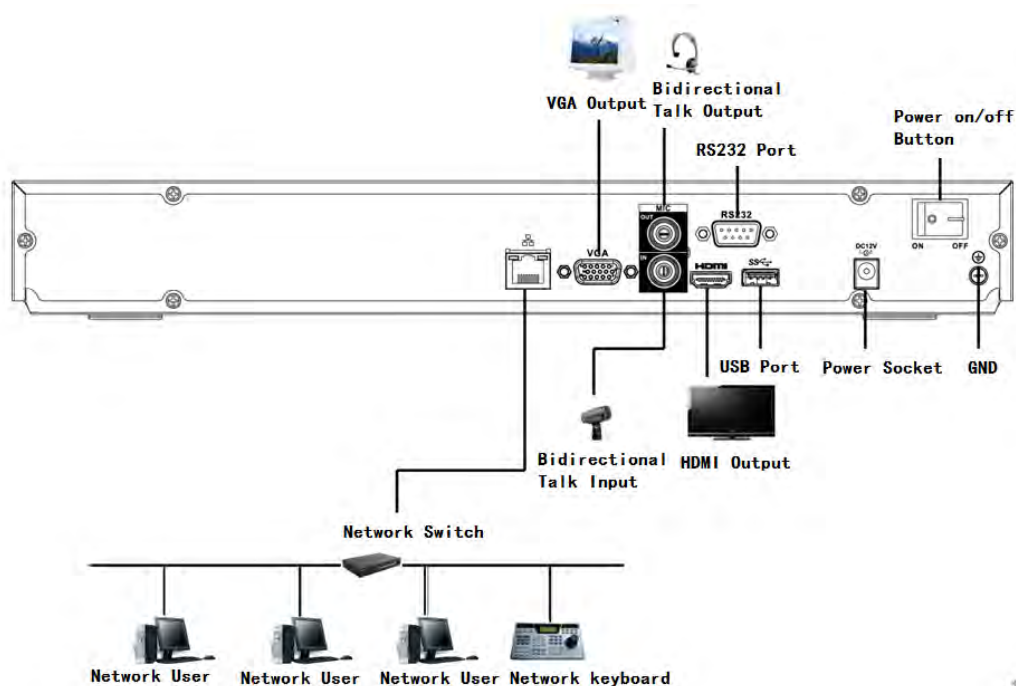 VGA Output
Bidirectional
Talk Output
RS232 Port
Power on/off
Button
MIC
OUT
RS232
VGA
IN
HDMI
SS
DC12V
ON OFF
USB Port
Power Socket
GND
Bidirectional
Talk Input
HDMI Output
Network Switch
Network User
Network User
Network User
Network keyboard